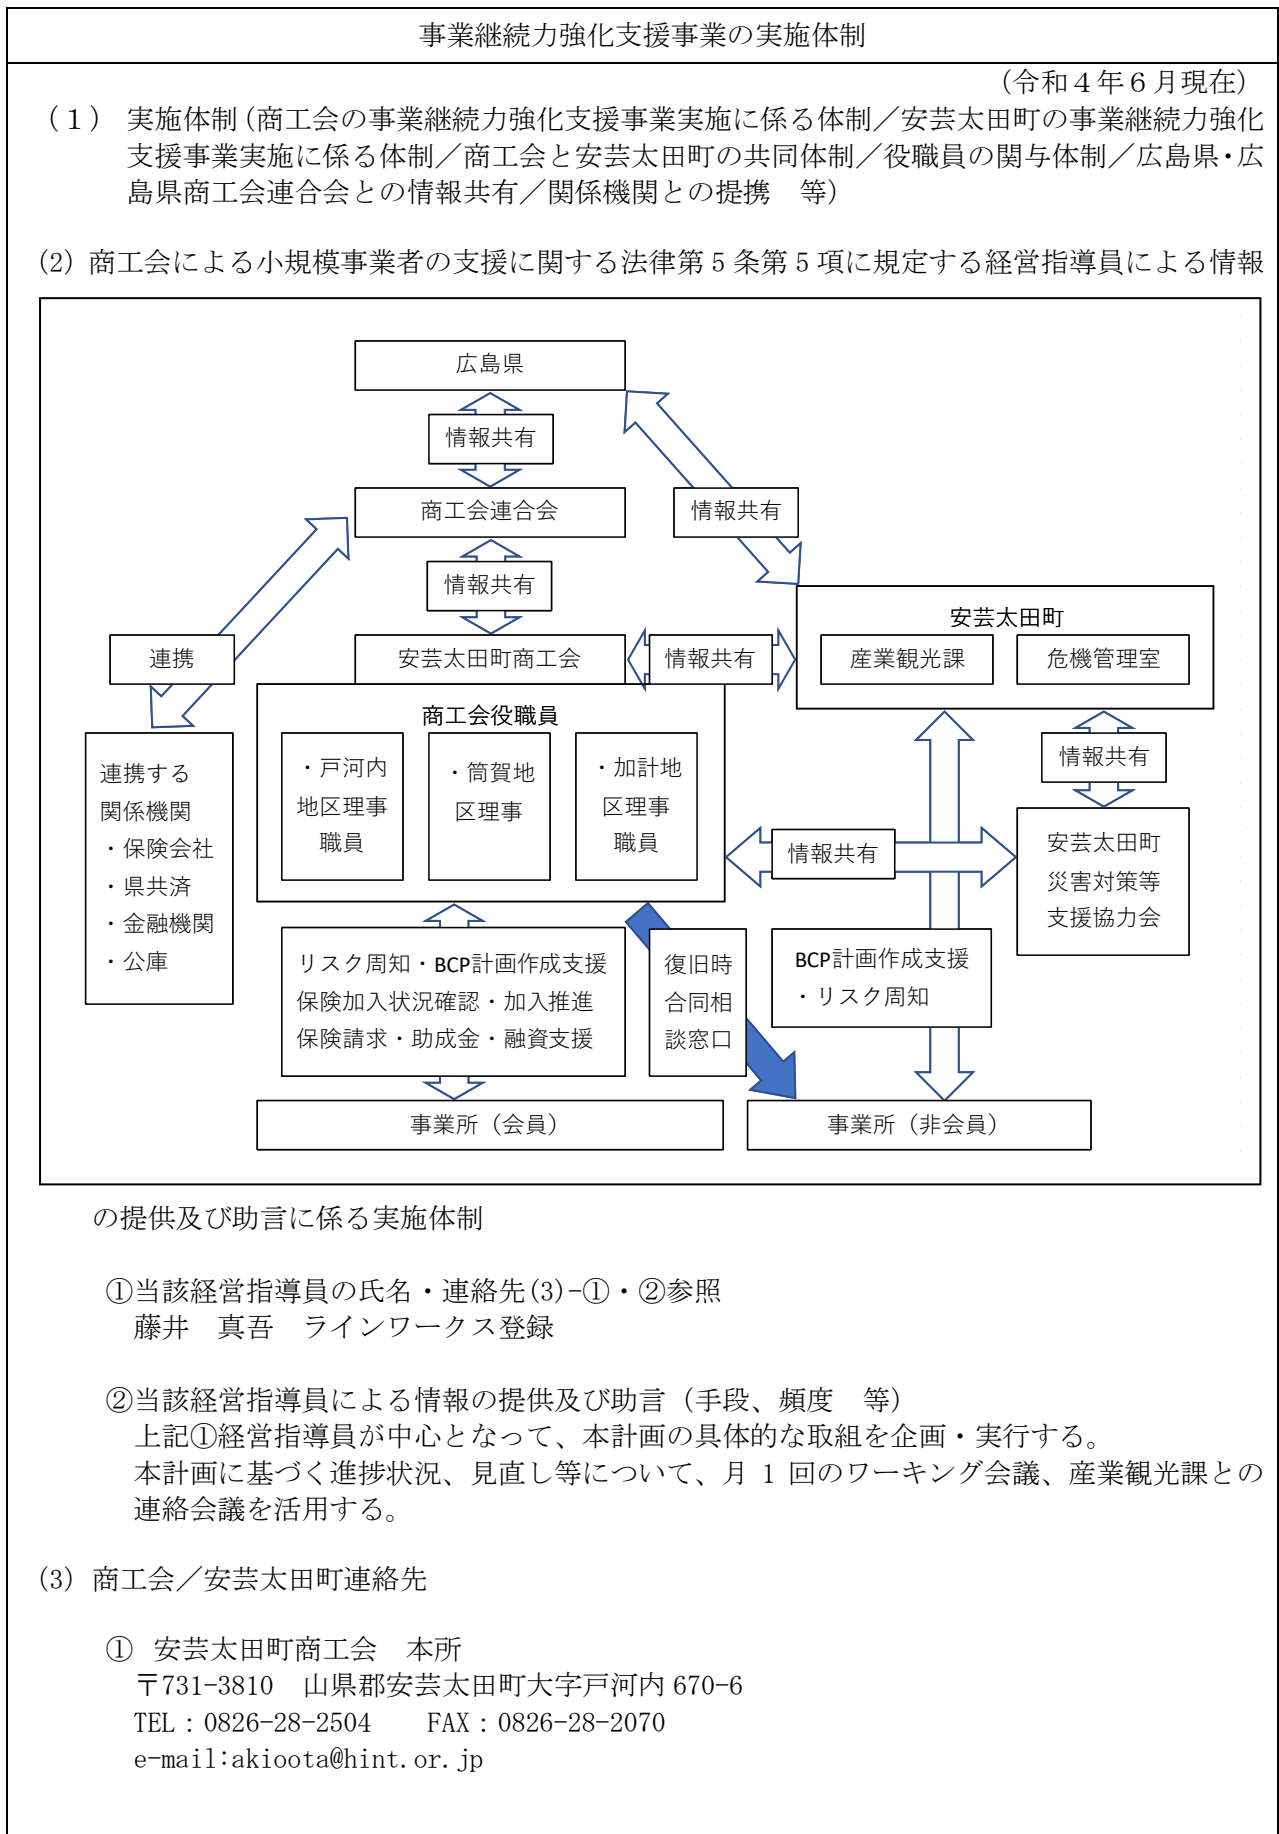 事業継続力強化支援事業の実施体制
(令和４年６月現在)
(１) 実施体制(商工会の事業継続力強化支援事業実施に係る体制／安芸太田町の事業継続力強化
支援事業実施に係る体制／商工会と安芸太田町の共同体制／役職員の関与体制／広島県・広
島県商工会連合会との情報共有／関係機関との提携　等)
(2) 商工会による小規模事業者の支援に関する法律第5条第5項に規定する経営指導員による情報
広島県
情報共有
商工会連合会
情報共有
情報共有
連携
安芸太田町商工会
情報共有
安芸太田町
産業観光課
危機管理室
商工会役職員
・戸河内
地区理事
職員
・筒賀地
区理事
・加計地
区理事
職員
連携する
関係機関
・保険会社
・県共済
・金融機関
・公庫
情報共有
情報共有
安芸太田町
災害対策等
支援協力会
リスク周知・BCP計画作成支援
保険加入状況確認・加入推進
保険請求・助成金・融資支援
復旧時
合同相
談窓口
BCP計画作成支援
・リスク周知
事業所（会員）
事業所（非会員）
の提供及び助言に係る実施体制
①当該経営指導員の氏名・連絡先(3)-①・②参照
藤井　真吾　ラインワークス登録
②当該経営指導員による情報の提供及び助言（手段、頻度　等）
上記①経営指導員が中心となって、本計画の具体的な取組を企画・実行する。
本計画に基づく進捗状況、見直し等について、月 1 回のワーキング会議、産業観光課との
連絡会議を活用する。
(3) 商工会／安芸太田町連絡先
① 安芸太田町商工会　本所
〒731-3810　山県郡安芸太田町大字戸河内 670-6
TEL：0826-28-2504　　FAX：0826-28-2070
e-mail:akioota@hint.or.jp